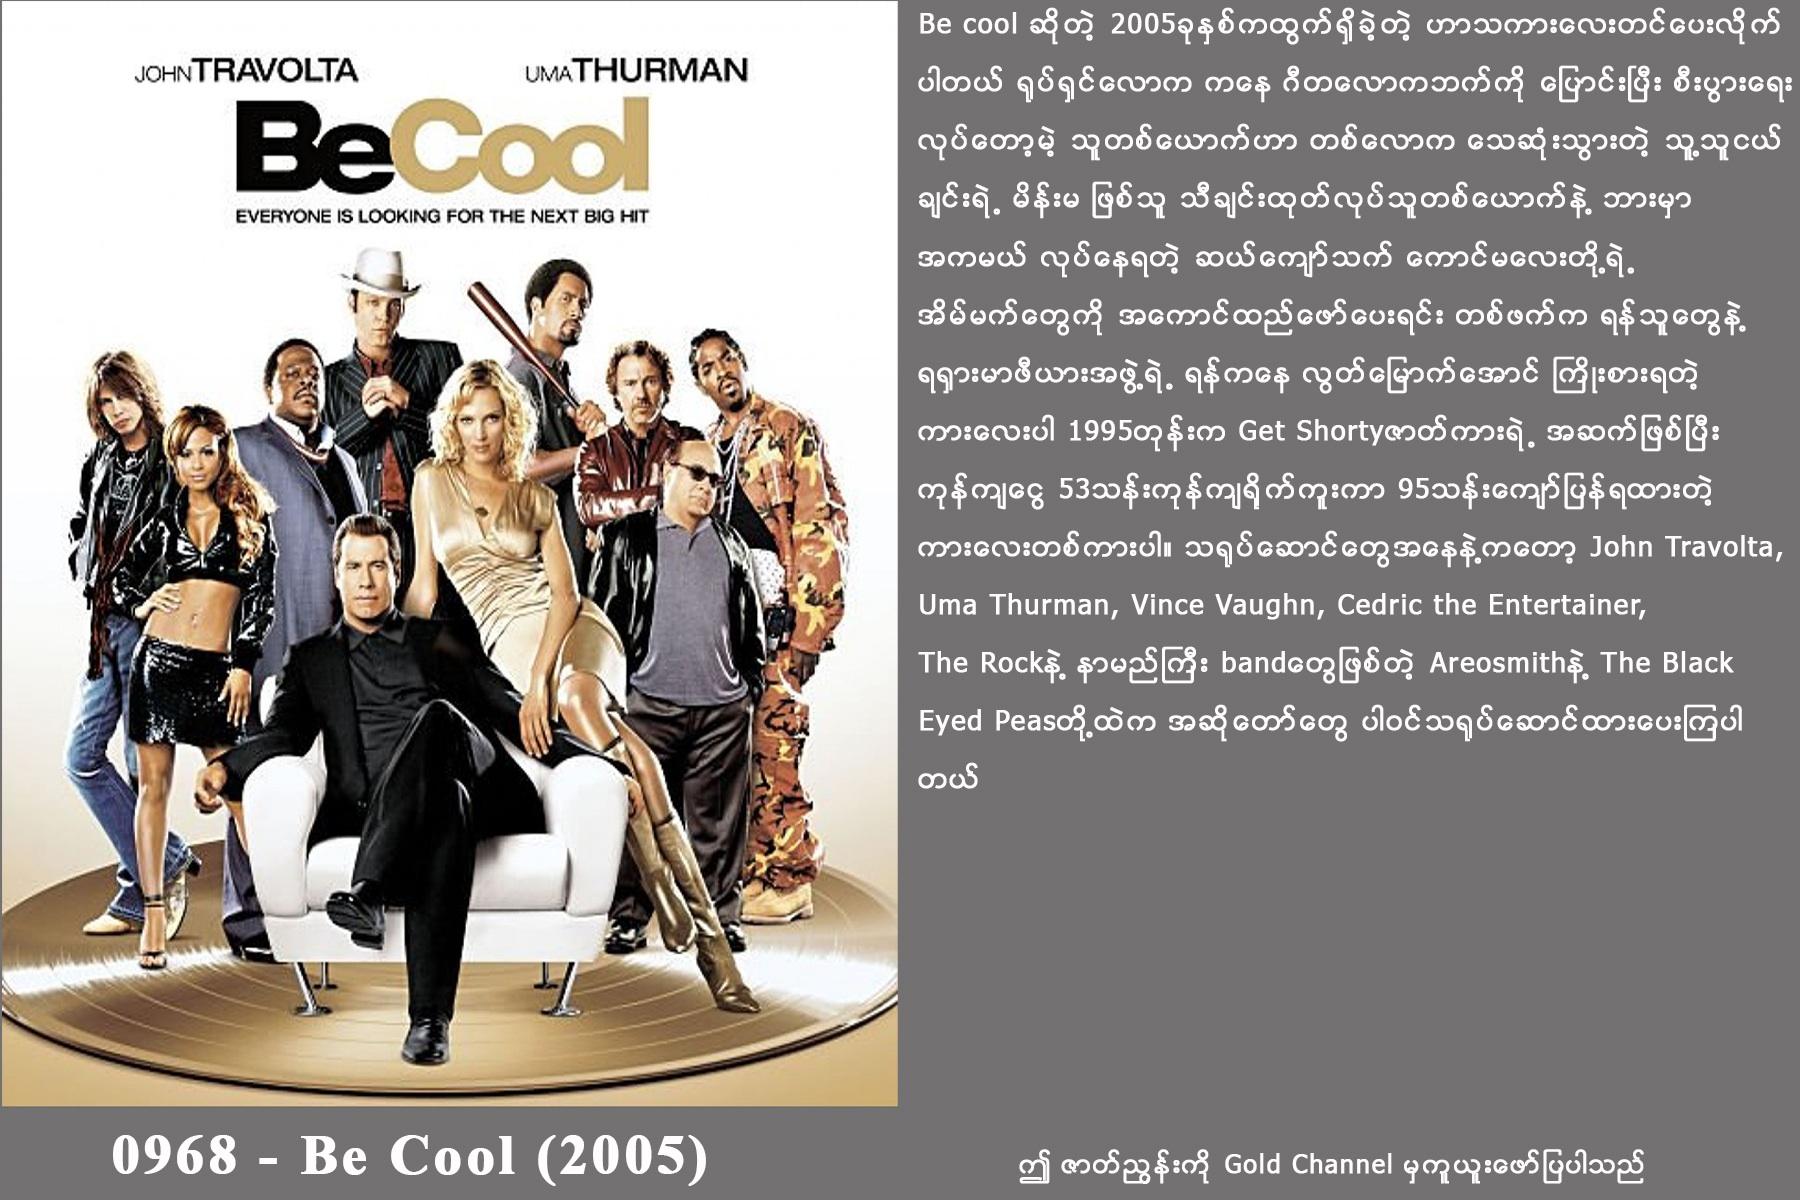 JOHN TRAVOLTA UMA THURMAN
BeCool
EVERYONE IS LOOKING FOR THE NEXT BIG HIT
0968 - Be Cool (2005)
Be cool ဆိုတဲ့ 2005ခုနှစ်ကထွက်ရှိခဲ့တဲ့ ဟာသကားလေးတင်ပေးလိုက်
ပါတယ် ရုပ်ရှင်လောက ကနေ ဂီတလောကဘက်ကို ပြောင်းပြီး စီးပွားရေး
လုပ်တော့မဲ့ သူတစ်ယောက်ဟာ တစ်လောက သေဆုံးသွားတဲ့ သူ့သူငယ်
ချင်းရဲ့ မိန်းမ ဖြစ်သူ သီချင်းထုတ်လုပ်သူတစ်ယောက်နဲ့ ဘားမှာ
အကမယ် လုပ်နေရတဲ့ ဆယ်ကျော်သက် ကောင်မလေးတို့ရဲ့
အိမ်မက်တွေကို အကောင်ထည်ဖော်ပေးရင်း တစ်ဖက်က ရန်သူတွေနဲ့
ရရှားမာဖီယားအဖွဲ့ရဲ့ ရန်ကနေ လွတ်မြောက်အောင် ကြိုးစားရတဲ့
ကားလေးပါ 1995တုန်းက Get Shortyဇာတ်ကားရဲ့ အဆက်ဖြစ်ပြီး
ကုန်ကျငွေ 53သန်းကုန်ကျရိုက်ကူးကာ 95သန်းကျော်ပြန်ရထားတဲ့
ကားလေးတစ်ကားပါ။ သရုပ်ဆောင်တွေအနေနဲ့ကတော့ John Travolta,
Uma Thurman, Vince Vaughn, Cedric the Entertainer,
The Rockနဲ့ နာမည်ကြီး bandတွေဖြစ်တဲ့ Areosmithနဲ့ The Black
Eyed Peasတို့ထဲက အဆိုတော်တွေ ပါဝင်သရုပ်ဆောင်ထားပေးကြပါ
တယ်
ဤ ဇာတ်ညွှန်းကို Gold Channel မှကူယူးဖော်ပြပါသည်